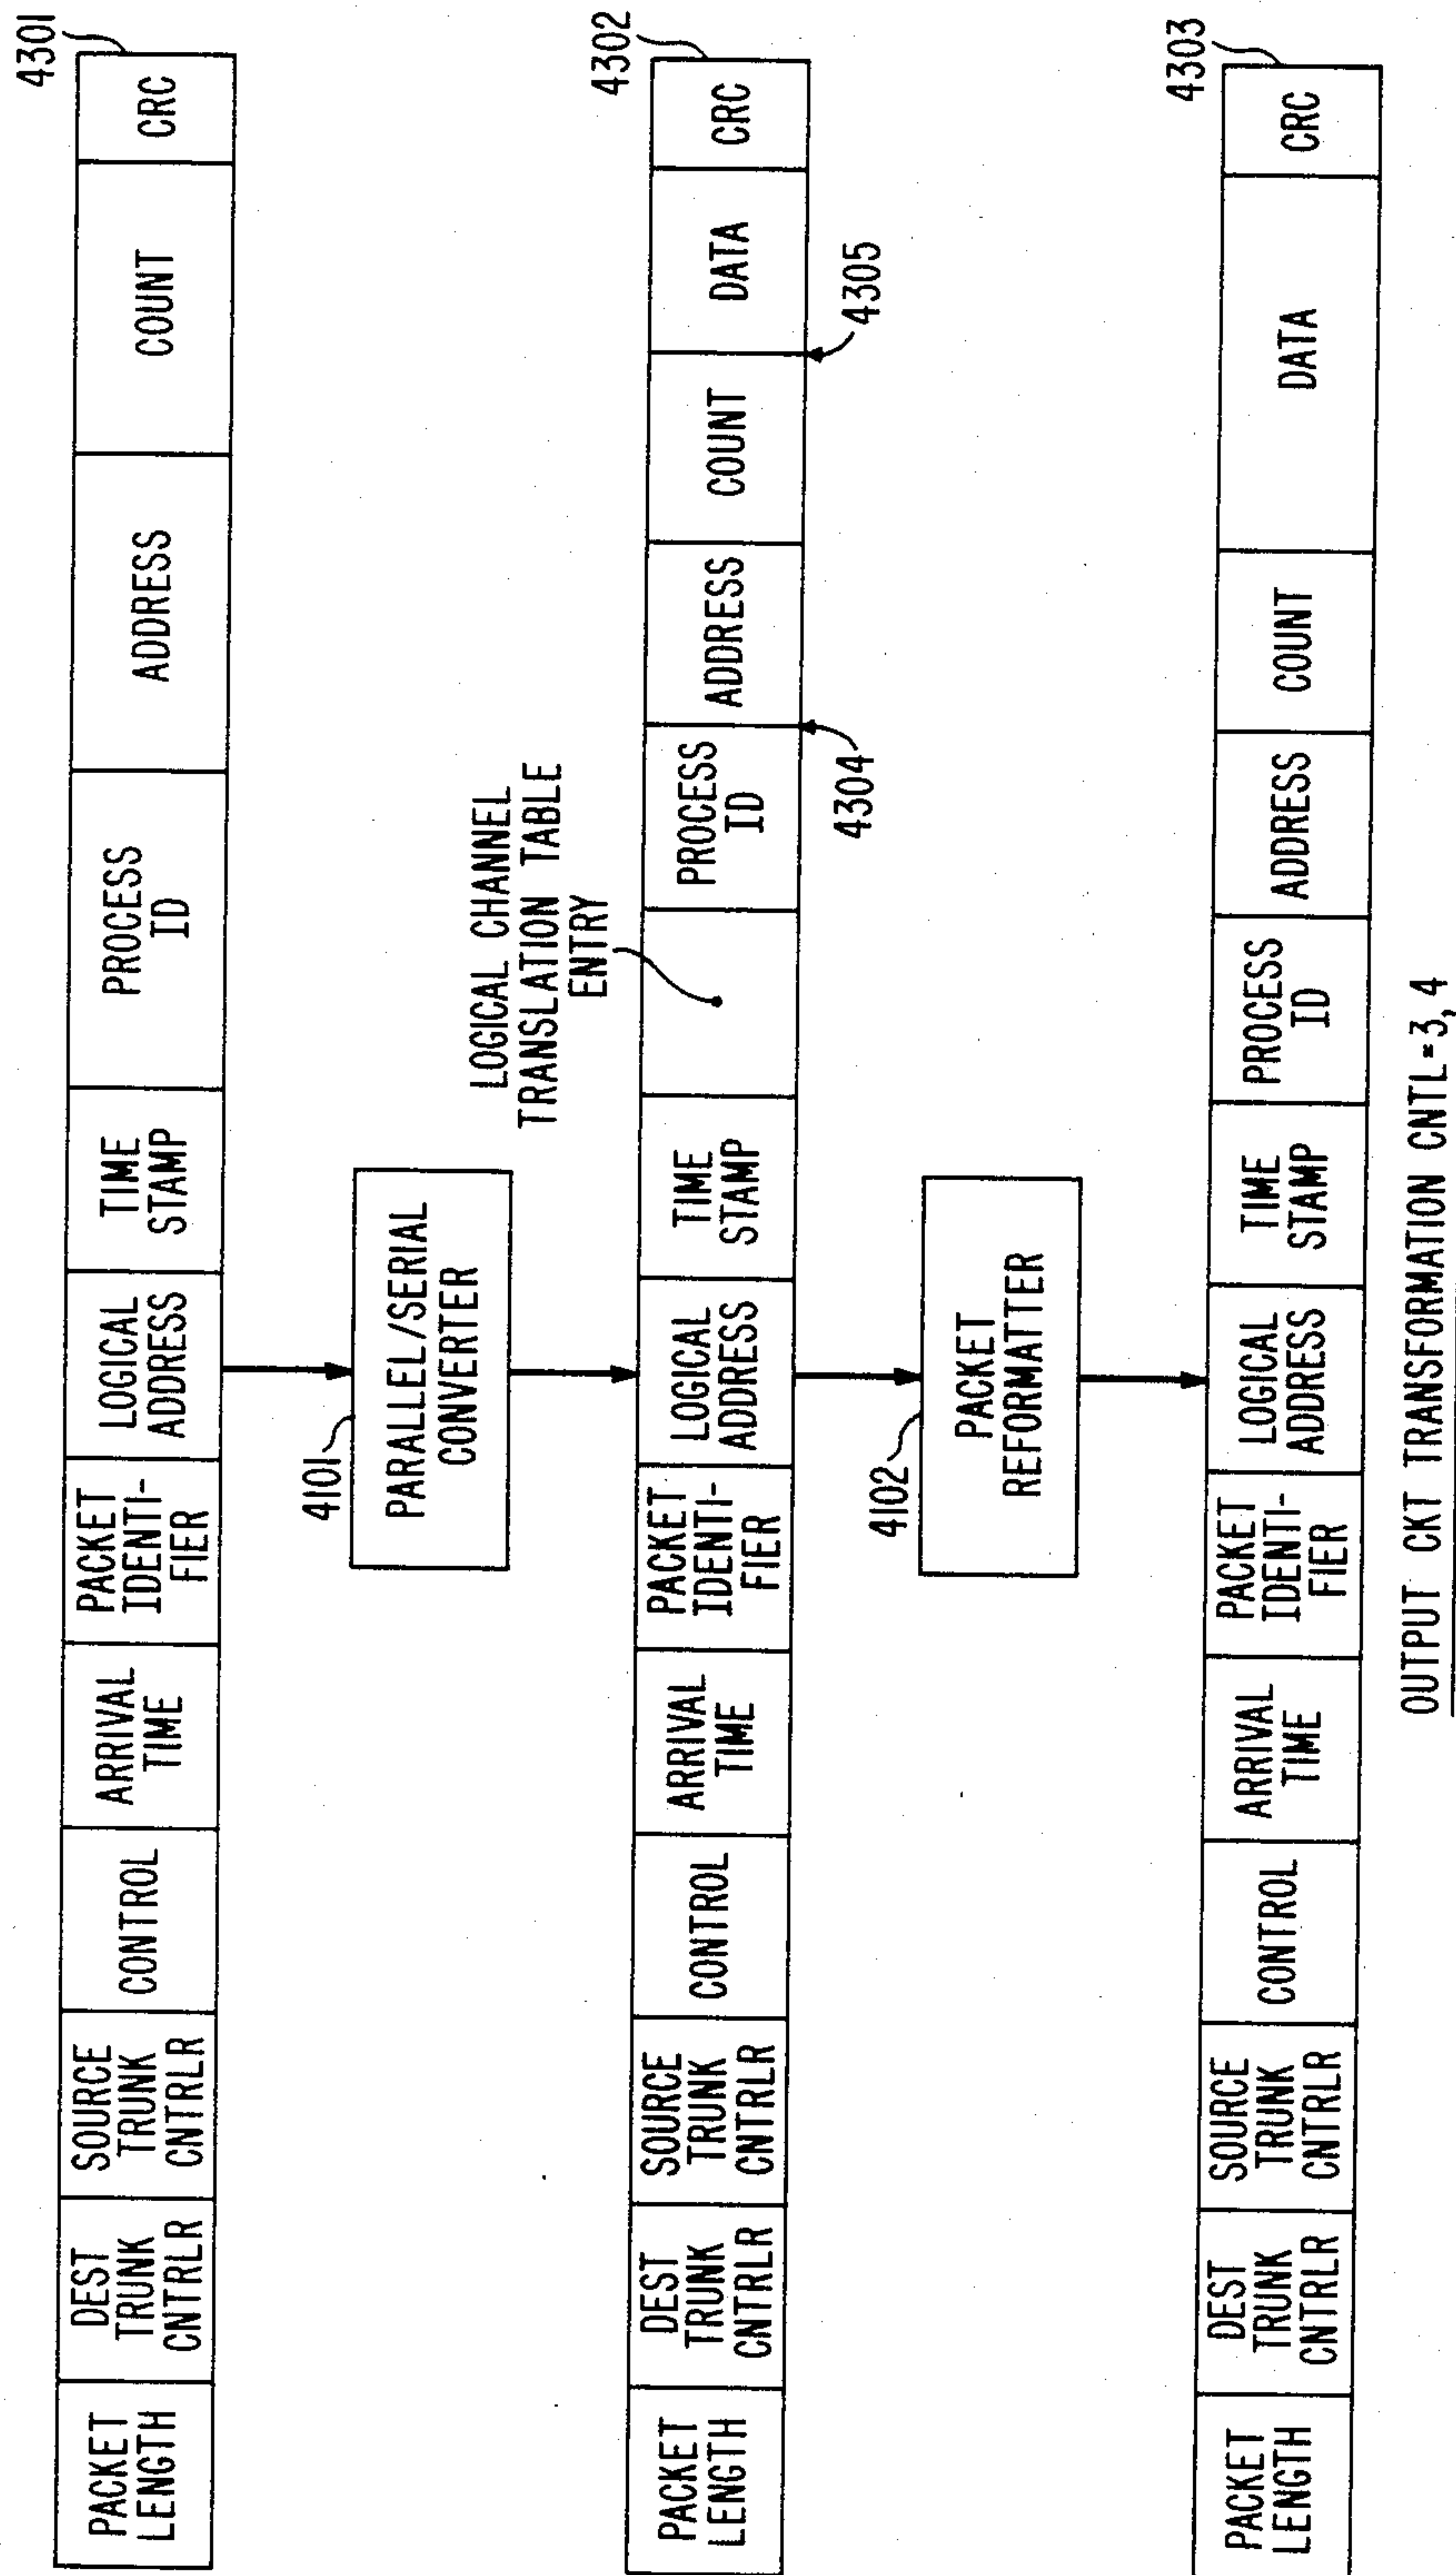 4301
PACKET
LENGTH
DEST
TRUNK
CNTRLR
SOURCE
TRUNK
CNTRLR
CONTROL
ARRIVAL
TIME
PACKET
IDENTI-
FIER
LOGICAL
ADDRESS
TIME
STAMP
PROCESS
ID
ADDRESS
COUNT
CRC
4101
PARALLEL/SERIAL
CONVERTER
LOGICAL CHANNEL
TRANSLATION TABLE
ENTRY
4302
PACKET
LENGTH
DEST
TRUNK
CNTRLR
SOURCE
TRUNK
CNTRLR
CONTROL
ARRIVAL
TIME
PACKET
IDENTI-
FIER
LOGICAL
ADDRESS
TIME
STAMP
PROCESS
ID
ADDRESS
COUNT
DATA
CRC
4304
4305
4102
PACKET
REFORMATTER
4303
PACKET
LENGTH
DEST
TRUNK
CNTRLR
SOURCE
TRUNK
CNTRLR
CONTROL
ARRIVAL
TIME
PACKET
IDENTI-
FIER
LOGICAL
ADDRESS
TIME
STAMP
PROCESS
ID
ADDRESS
COUNT
DATA
CRC
OUTPUT CKT TRANSFORMATION CNTL=3, 4